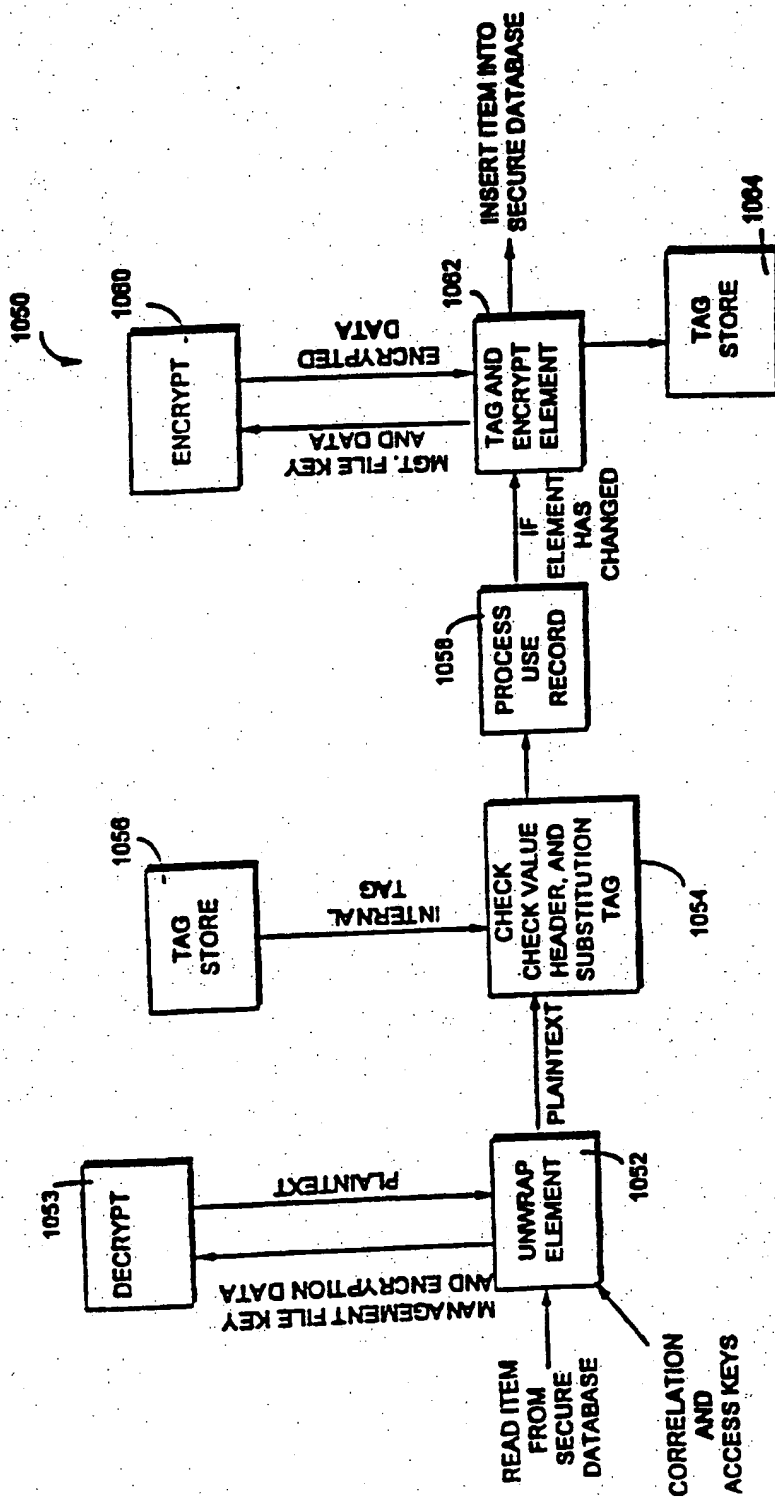 1050
1053
DECRYPT
MANAGEMENT FILE KEY
AND ENCRYPTION DATA
PLAINTEXT
READ ITEM
FROM
SECURE
DATABASE
CORRELATION
AND
ACCESS KEYS
UNWRAP
ELEMENT
1052
PLAINTEXT
1056
TAG
STORE
INTERNAL
TAG
CHECK
CHECK VALUE
HEADER, AND
SUBSTITUTION
TAG
1054
1058
PROCESS
USE
RECORD
IF
ELEMENT
HAS
CHANGED
1060
ENCRYPT
MGT. FILE KEY
AND DATA
ENCRYPTED
DATA
1062
TAG AND
ENCRYPT
ELEMENT
INSERT ITEM INTO
SECURE DATABASE
TAG
STORE
1064